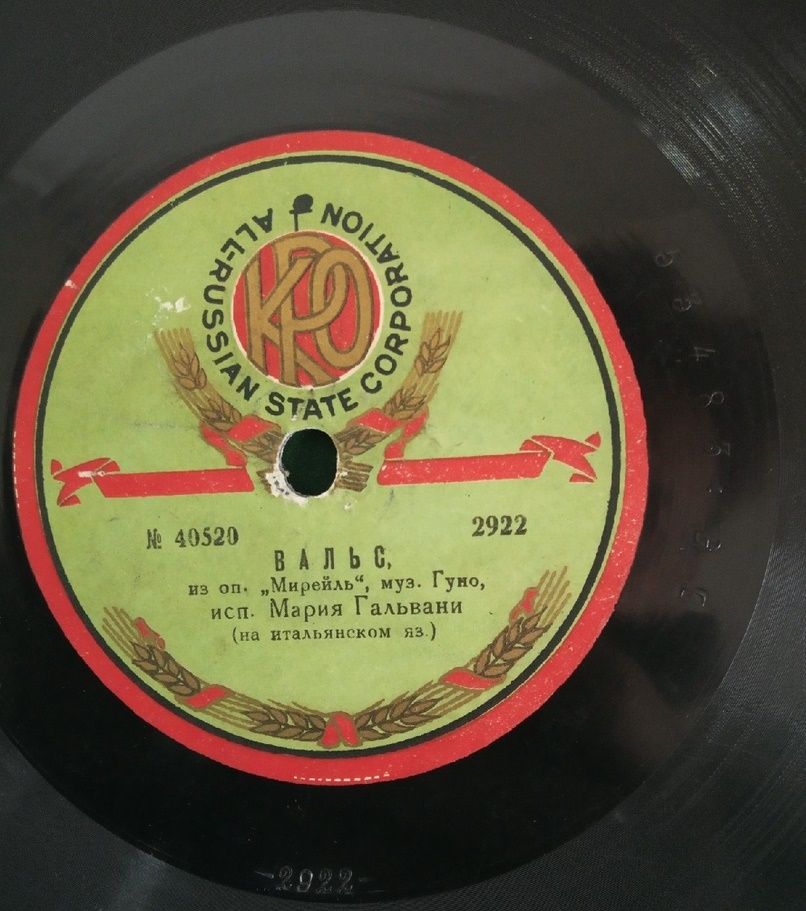 ALL-RUSSIAN STATE CORPORATION
КРО
№ 40520
2922
ВАЛЬС,
из оп. „Мирейль“, муз. Гуно,
исп. Мария Гальвани
(на итальянском яз.)
-2922-